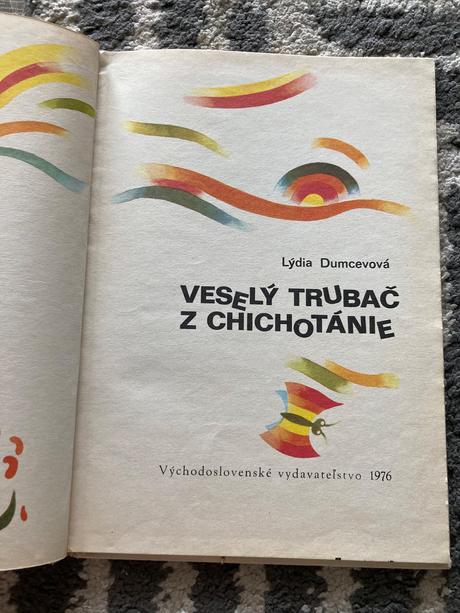 Lýdia Dumcevová
VESELÝ TRUBAČ
Z CHICHOTÁNIE
Východoslovenské vydavateľstvo 1976